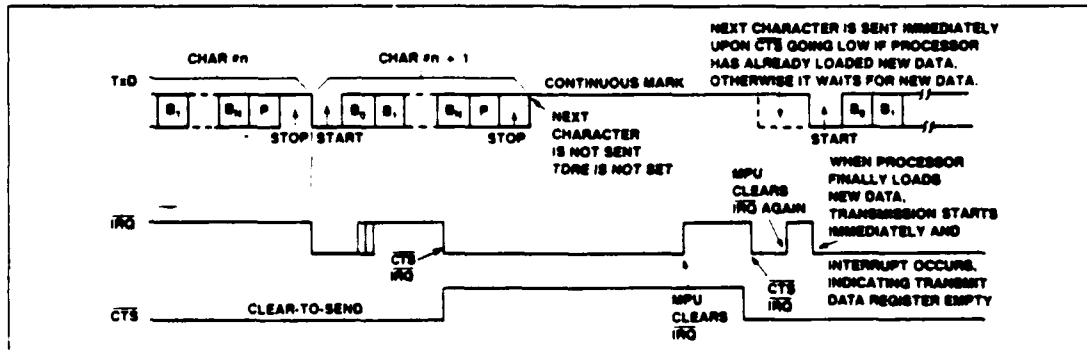 NEXT CHARACTER IS SENT IMMEDIATELY
UPON CTS GOING LOW IF PROCESSOR
HAS ALREADY LOADED NEW DATA.
OTHERWISE IT WAITS FOR NEW DATA.
CHAR #n
CHAR #n + 1
TxD
CONTINUOUS MARK
B7
BN
P
B0
B1
BN
P
B0
B1
STOP
START
STOP
START
NEXT
CHARACTER
IS NOT SENT
TDRE IS NOT SET
MPU
CLEARS
IRQ AGAIN
WHEN PROCESSOR
FINALLY LOADS
NEW DATA,
TRANSMISSION STARTS
IMMEDIATELY AND
IRQ
CTS
IRQ
CTS
IRQ
INTERRUPT OCCURS,
INDICATING TRANSMIT
DATA REGISTER EMPTY
MPU
CLEARS
IRQ
CTS
CLEAR-TO-SEND